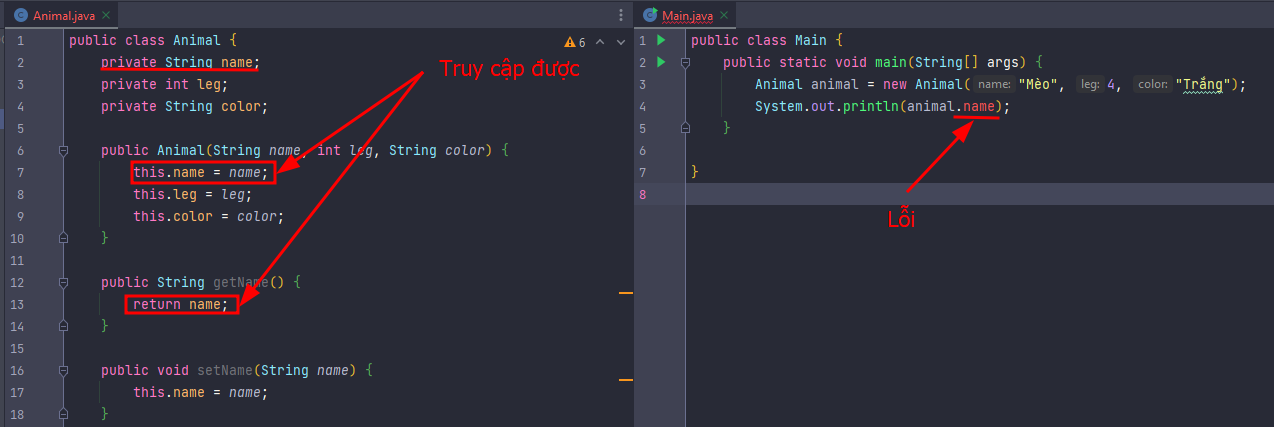 Animal.java
6
1 public class Animal {
2 private String name;
3 private int leg;
4 private String color;
5
6 public Animal(String name, int leg, String color) {
7 this.name = name;
8 this.leg = leg;
9 this.color = color;
10 }
11
12 public String getName() {
13 return name;
14 }
15
16 public void setName(String name) {
17 this.name = name;
18 }
Truy cập được
Main.java
1 public class Main {
2 public static void main(String[] args) {
3 Animal animal = new Animal( name: "Mèo", leg: 4, color: "Trắng");
4 System.out.println(animal.name);
5 }
6
7 }
8
Lỗi